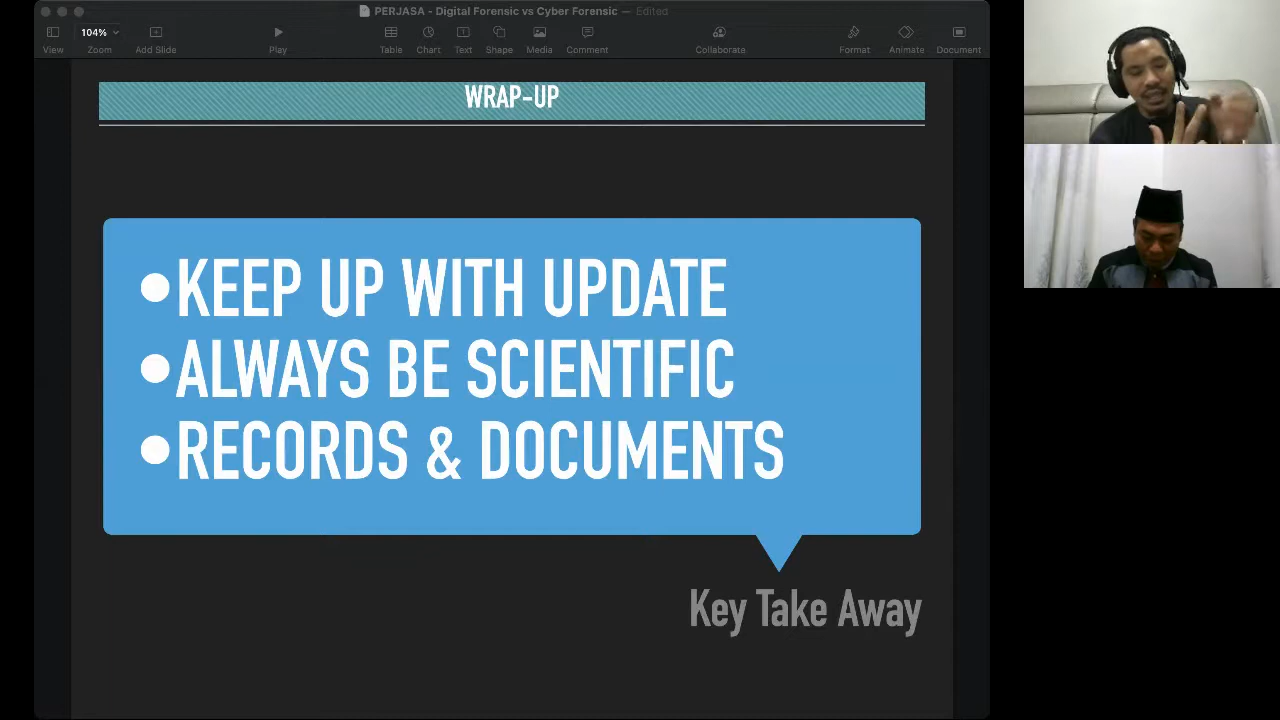 PERJASA - Digital Forensic vs Cyber Forensic — Edited
104%
View Zoom Add Slide Play Table Chart Text Shape Media Comment Collaborate Format Animate Document
WRAP-UP
•KEEP UP WITH UPDATE
•ALWAYS BE SCIENTIFIC
•RECORDS & DOCUMENTS
Key Take Away